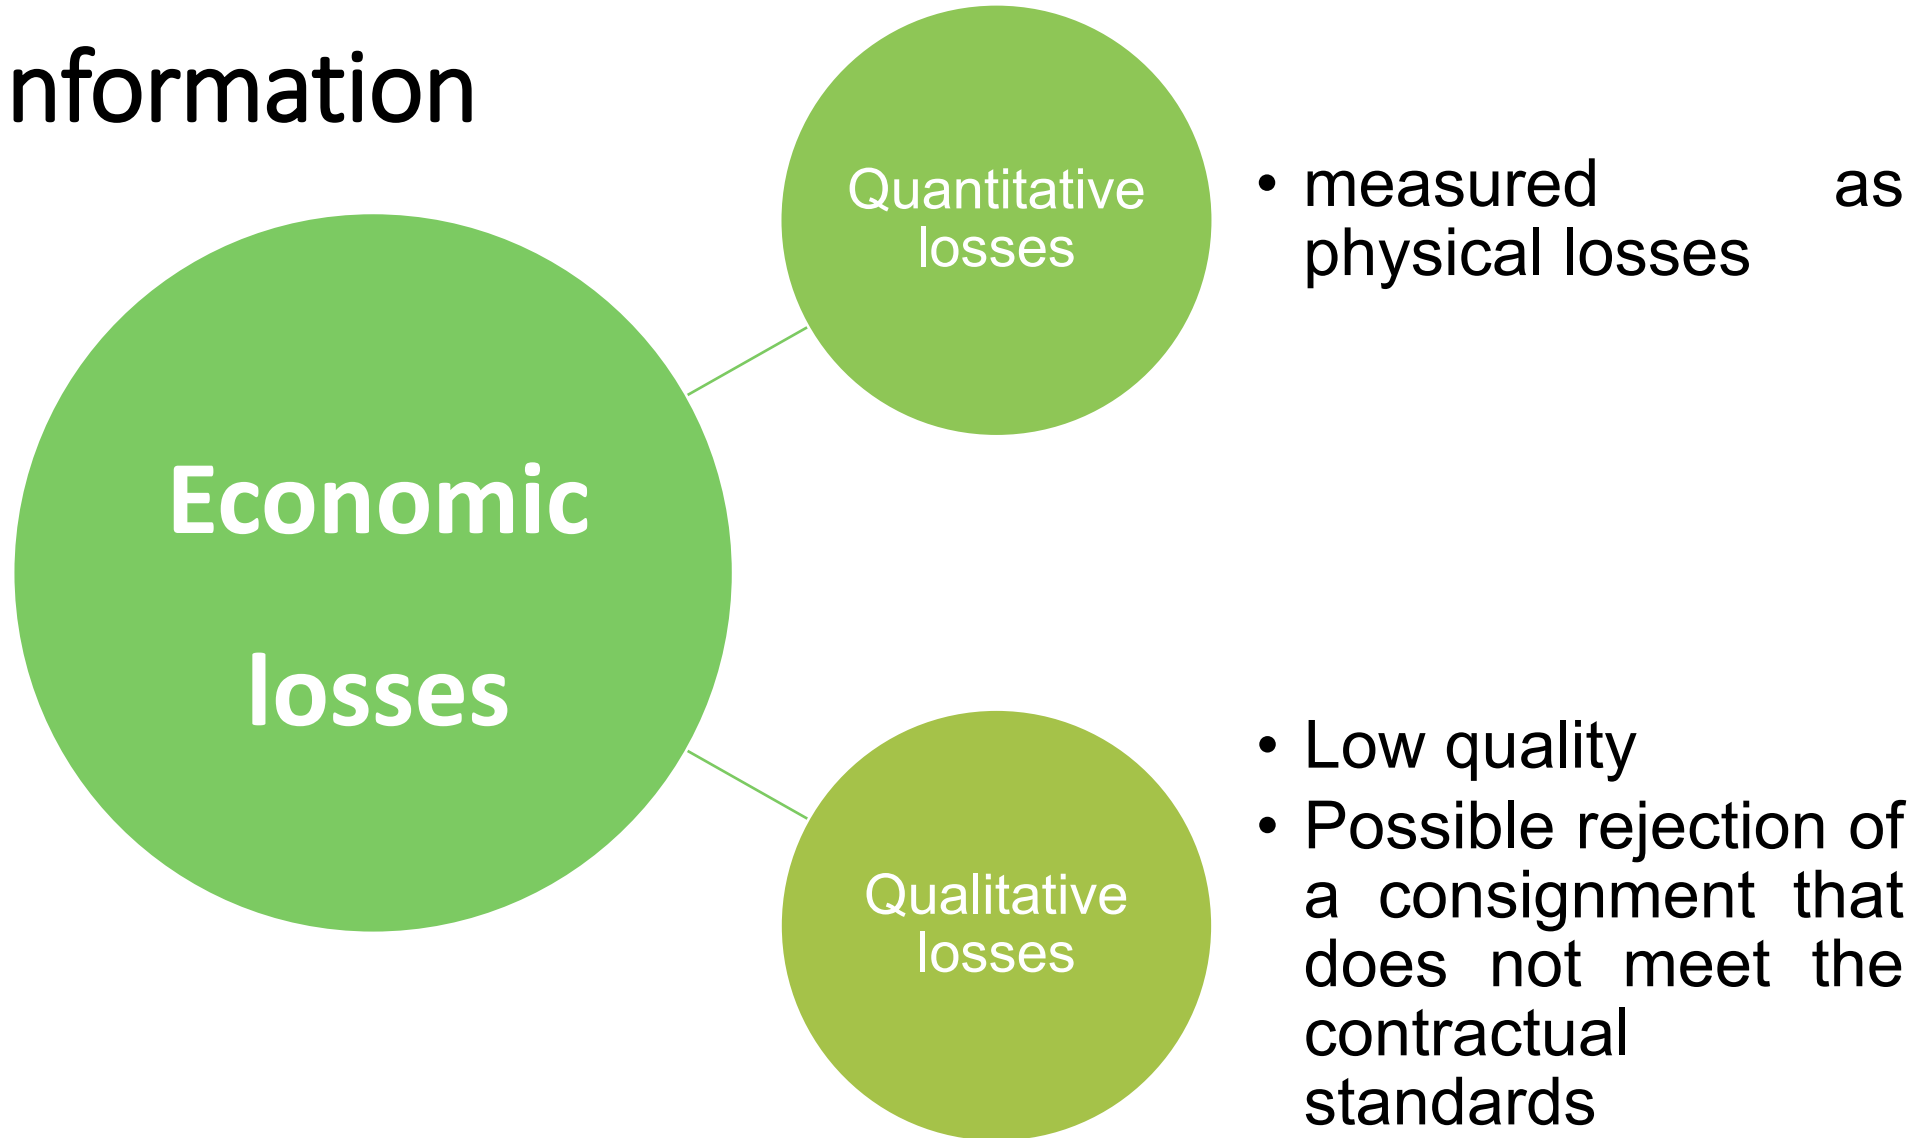 nformation
Economic
losses
Quantitative
losses
• measured as
physical losses
Qualitative
losses
• Low quality
• Possible rejection of
a consignment that
does not meet the
contractual
standards